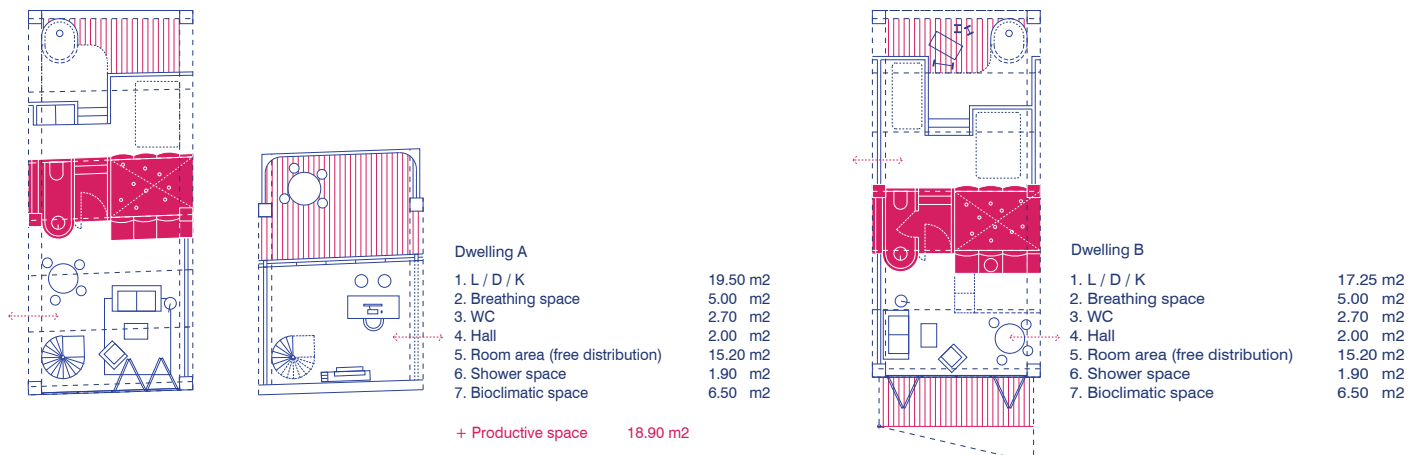 Dwelling A
1. L / D / K 19.50 m2
2. Breathing space 5.00 m2
3. WC 2.70 m2
4. Hall 2.00 m2
5. Room area (free distribution) 15.20 m2
6. Shower space 1.90 m2
7. Bioclimatic space 6.50 m2
+ Productive space 18.90 m2
Dwelling B
1. L / D / K 17.25 m2
2. Breathing space 5.00 m2
3. WC 2.70 m2
4. Hall 2.00 m2
5. Room area (free distribution) 15.20 m2
6. Shower space 1.90 m2
7. Bioclimatic space 6.50 m2